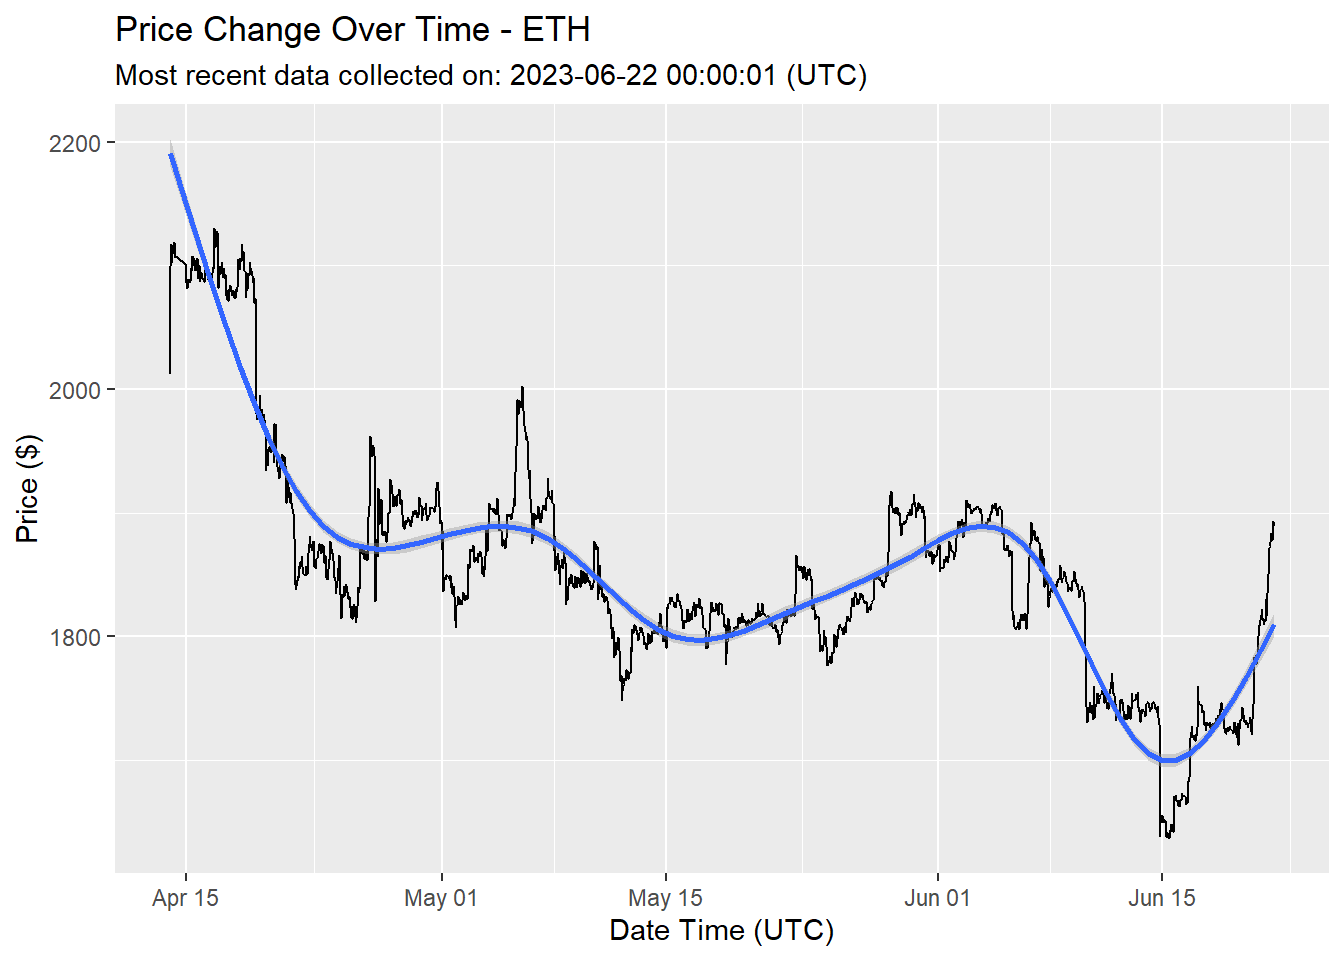 Price Change Over Time - ETH
Most recent data collected on: 2023-06-22 00:00:01 (UTC)
2200
2000
1800
Price ($)
Apr 15
May 01
May 15
Jun 01
Jun 15
Date Time (UTC)